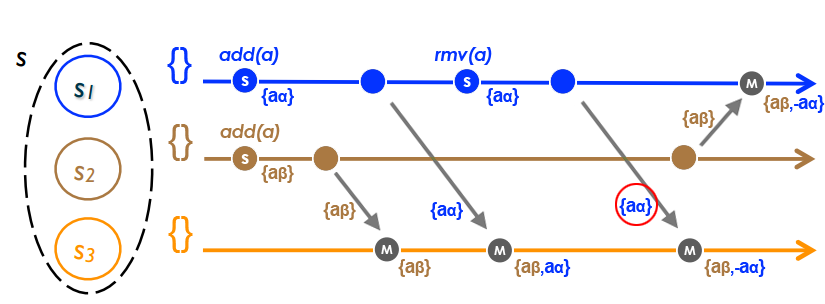 S
S1
{}
add(a)
S
{aα}
rmv(a)
S
{aα}
M
{aβ,-aα}
S2
{}
add(a)
S
{aβ}
{aβ}
{aβ}
{aα}
{aα}
S3
{}
M
{aβ}
M
{aβ,aα}
M
{aβ,-aα}